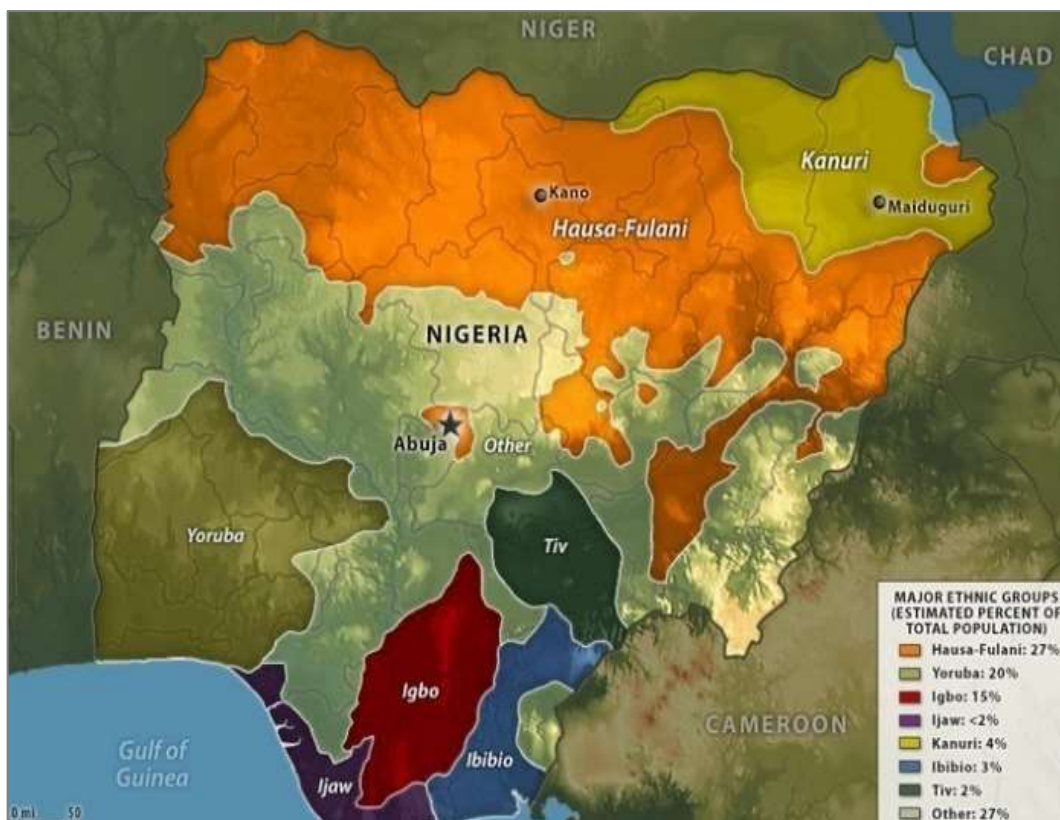 NIGER
CHAD
Kanuri
Kano
Maiduguri
Hausa-Fulani
BENIN
NIGERIA
Abuja
Other
Yoruba
Tiv
Igbo
Ibibio
Ijaw
CAMEROON
Gulf of
Guinea
0 mi 50
MAJOR ETHNIC GROUPS
(ESTIMATED PERCENT OF
TOTAL POPULATION)
Hausa-Fulani: 27%
Yoruba: 20%
Igbo: 15%
Ijaw: <2%
Kanuri: 4%
Ibibio: 3%
Tiv: 2%
Other: 27%